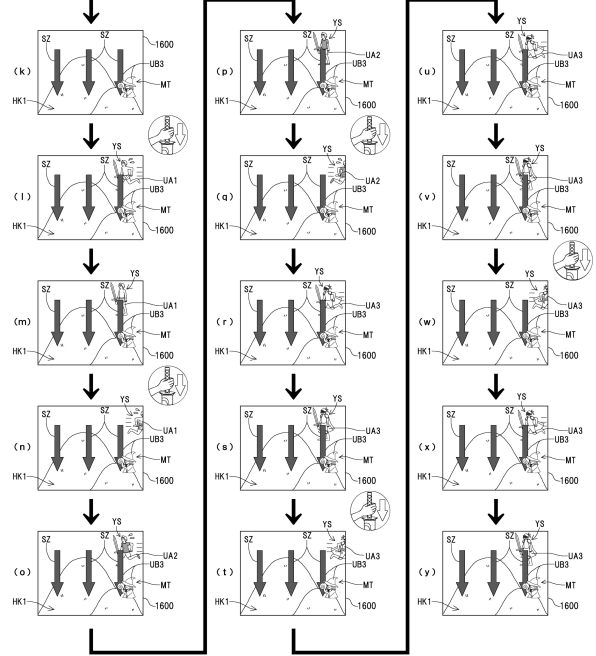 (k)
SZ
SZ
1600
UB3
MT
HK1
(l)
SZ
SZ
YS
UA1
UB3
MT
HK1
1600
(m)
SZ
SZ
YS
UA1
UB3
MT
HK1
1600
(n)
SZ
SZ
YS
UA1
UB3
MT
HK1
1600
(o)
SZ
SZ
YS
UA2
UB3
MT
HK1
1600
(p)
SZ
SZ
YS
UA2
UB3
MT
HK1
1600
(q)
SZ
SZ
YS
UA2
UB3
MT
HK1
1600
(r)
SZ
SZ
YS
UA3
UB3
MT
HK1
1600
(s)
SZ
SZ
YS
UA3
UB3
MT
HK1
1600
(t)
SZ
SZ
YS
UA3
UB3
MT
HK1
1600
(u)
SZ
SZ
YS
UA3
UB3
MT
HK1
1600
(v)
SZ
SZ
YS
UA3
UB3
MT
HK1
1600
(w)
SZ
SZ
YS
UA3
UB3
MT
HK1
1600
(x)
SZ
SZ
YS
UA3
UB3
MT
HK1
1600
(y)
SZ
SZ
YS
UA3
UB3
MT
HK1
1600